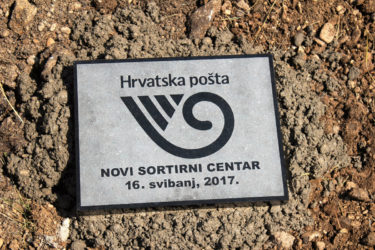 Hrvatska pošta
NOVI SORTIRNI CENTAR
16. svibanj, 2017.